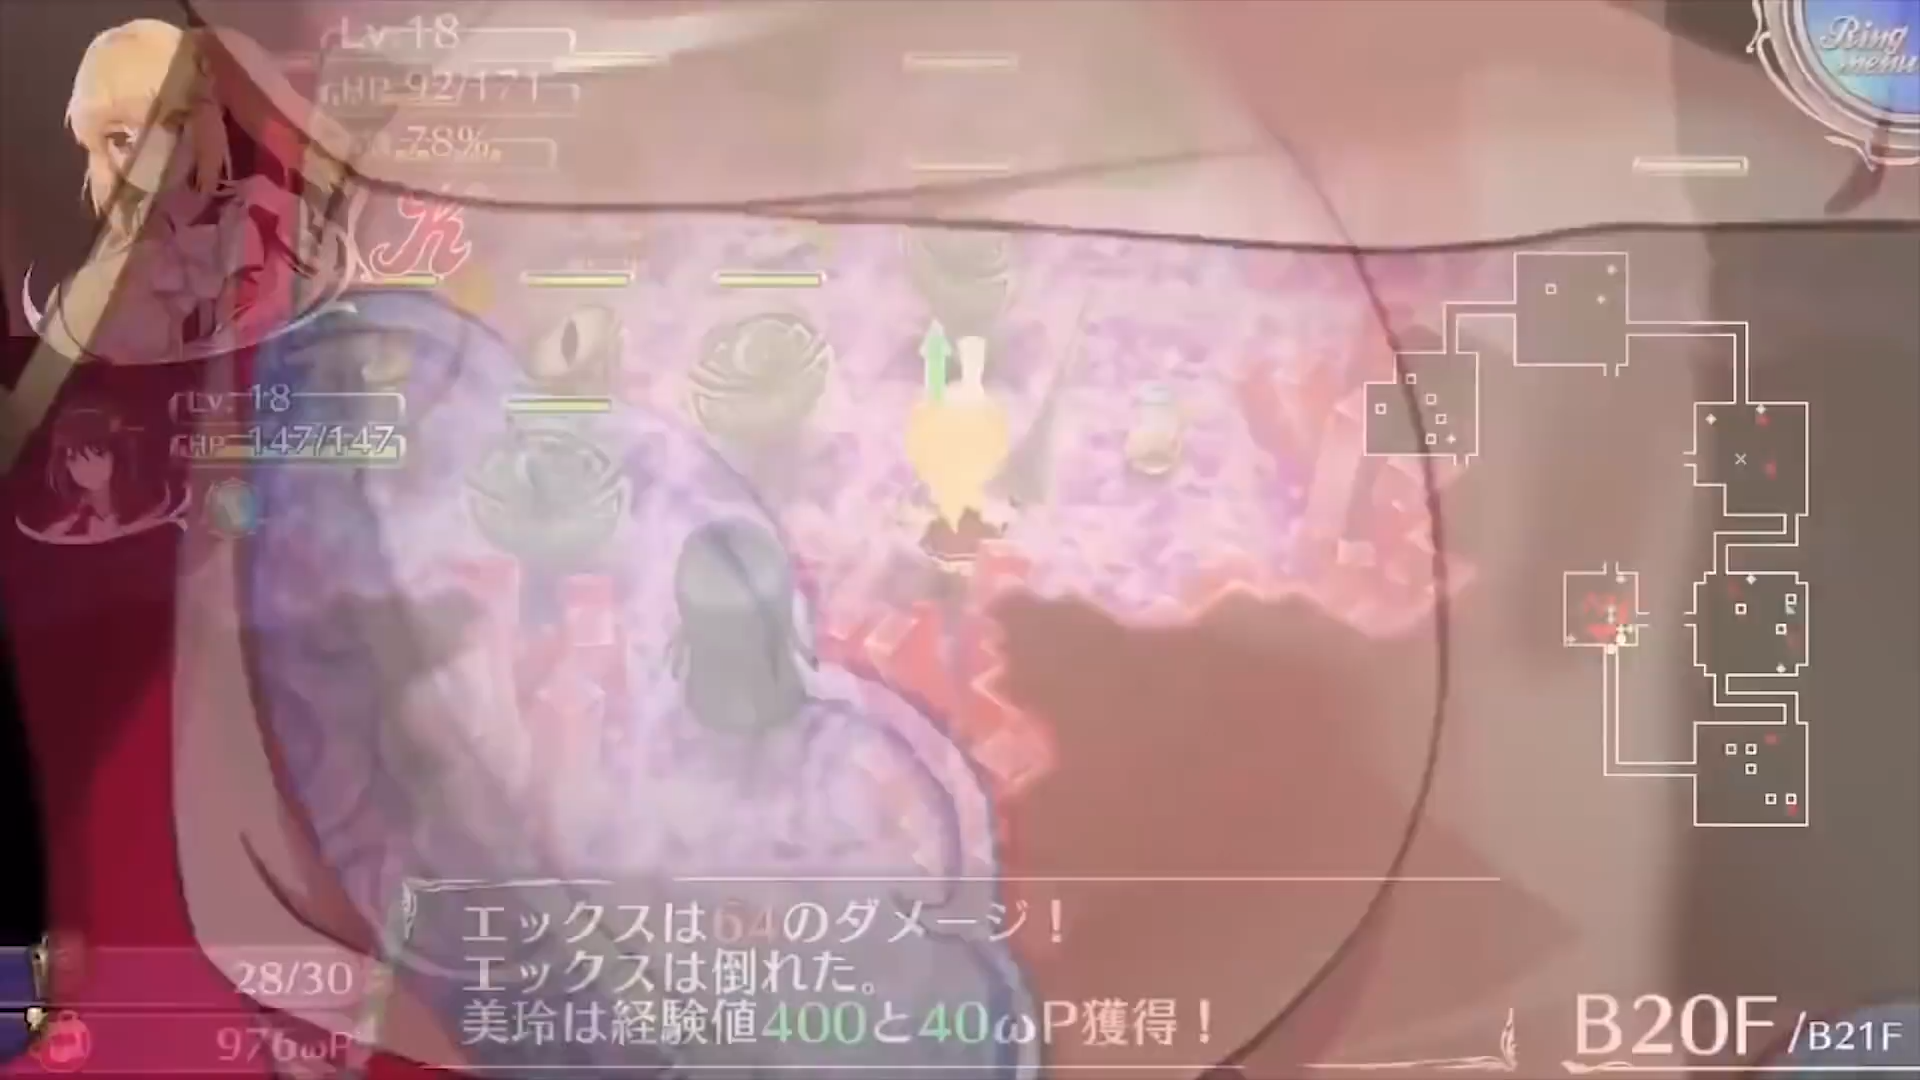 Lv. 18
Ring
menu
HP 92/171
78%
Lv. 18
HP 147/147
エックスは64のダメージ！
エックスは倒れた。
28/30
美玲は経験値400と40ωP獲得！
976ωP
B20F/B21F